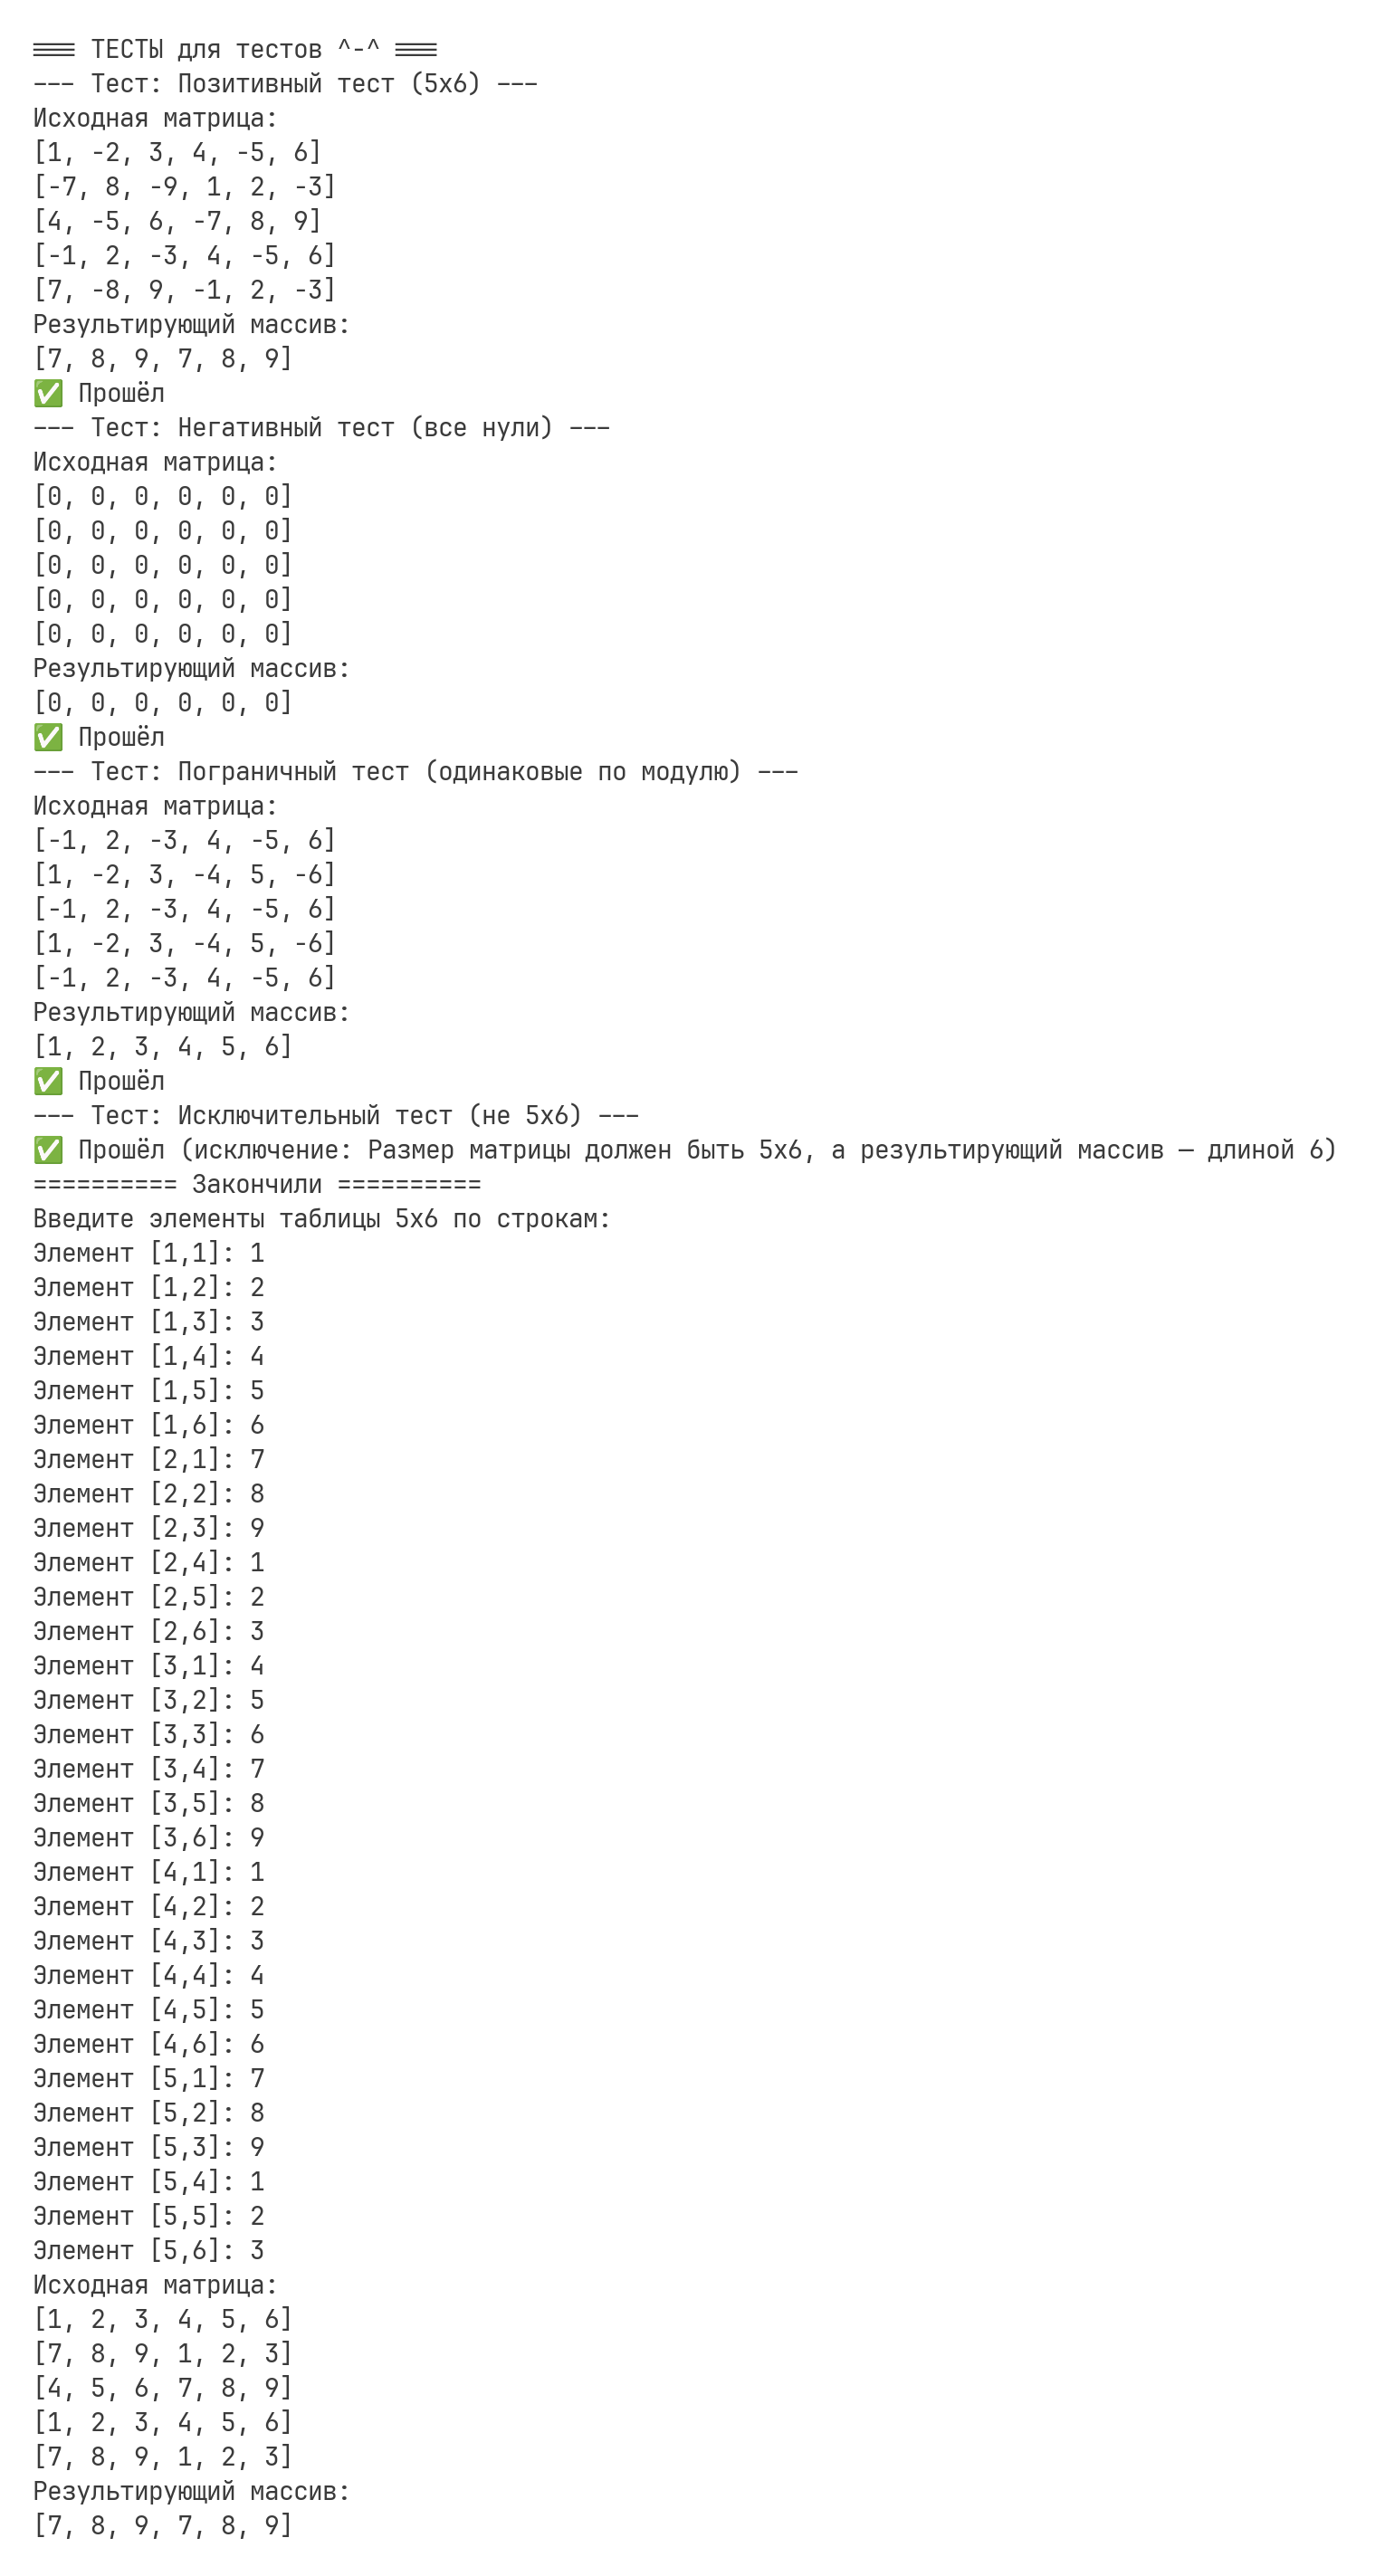 === ТЕСТЫ для тестов ^-^ ===
--- Тест: Позитивный тест (5x6) ---
Исходная матрица:
[1, -2, 3, 4, -5, 6]
[-7, 8, -9, 1, 2, -3]
[4, -5, 6, -7, 8, 9]
[-1, 2, -3, 4, -5, 6]
[7, -8, 9, -1, 2, -3]
Результирующий массив:
[7, 8, 9, 7, 8, 9]
✅ Прошёл
--- Тест: Негативный тест (все нули) ---
Исходная матрица:
[0, 0, 0, 0, 0, 0]
[0, 0, 0, 0, 0, 0]
[0, 0, 0, 0, 0, 0]
[0, 0, 0, 0, 0, 0]
[0, 0, 0, 0, 0, 0]
Результирующий массив:
[0, 0, 0, 0, 0, 0]
✅ Прошёл
--- Тест: Пограничный тест (одинаковые по модулю) ---
Исходная матрица:
[-1, 2, -3, 4, -5, 6]
[1, -2, 3, -4, 5, -6]
[-1, 2, -3, 4, -5, 6]
[1, -2, 3, -4, 5, -6]
[-1, 2, -3, 4, -5, 6]
Результирующий массив:
[1, 2, 3, 4, 5, 6]
✅ Прошёл
--- Тест: Исключительный тест (не 5x6) ---
✅ Прошёл (исключение: Размер матрицы должен быть 5x6, а результирующий массив — длиной 6)
========== Закончили ==========
Введите элементы таблицы 5x6 по строкам:
Элемент [1,1]: 1
Элемент [1,2]: 2
Элемент [1,3]: 3
Элемент [1,4]: 4
Элемент [1,5]: 5
Элемент [1,6]: 6
Элемент [2,1]: 7
Элемент [2,2]: 8
Элемент [2,3]: 9
Элемент [2,4]: 1
Элемент [2,5]: 2
Элемент [2,6]: 3
Элемент [3,1]: 4
Элемент [3,2]: 5
Элемент [3,3]: 6
Элемент [3,4]: 7
Элемент [3,5]: 8
Элемент [3,6]: 9
Элемент [4,1]: 1
Элемент [4,2]: 2
Элемент [4,3]: 3
Элемент [4,4]: 4
Элемент [4,5]: 5
Элемент [4,6]: 6
Элемент [5,1]: 7
Элемент [5,2]: 8
Элемент [5,3]: 9
Элемент [5,4]: 1
Элемент [5,5]: 2
Элемент [5,6]: 3
Исходная матрица:
[1, 2, 3, 4, 5, 6]
[7, 8, 9, 1, 2, 3]
[4, 5, 6, 7, 8, 9]
[1, 2, 3, 4, 5, 6]
[7, 8, 9, 1, 2, 3]
Результирующий массив:
[7, 8, 9, 7, 8, 9]